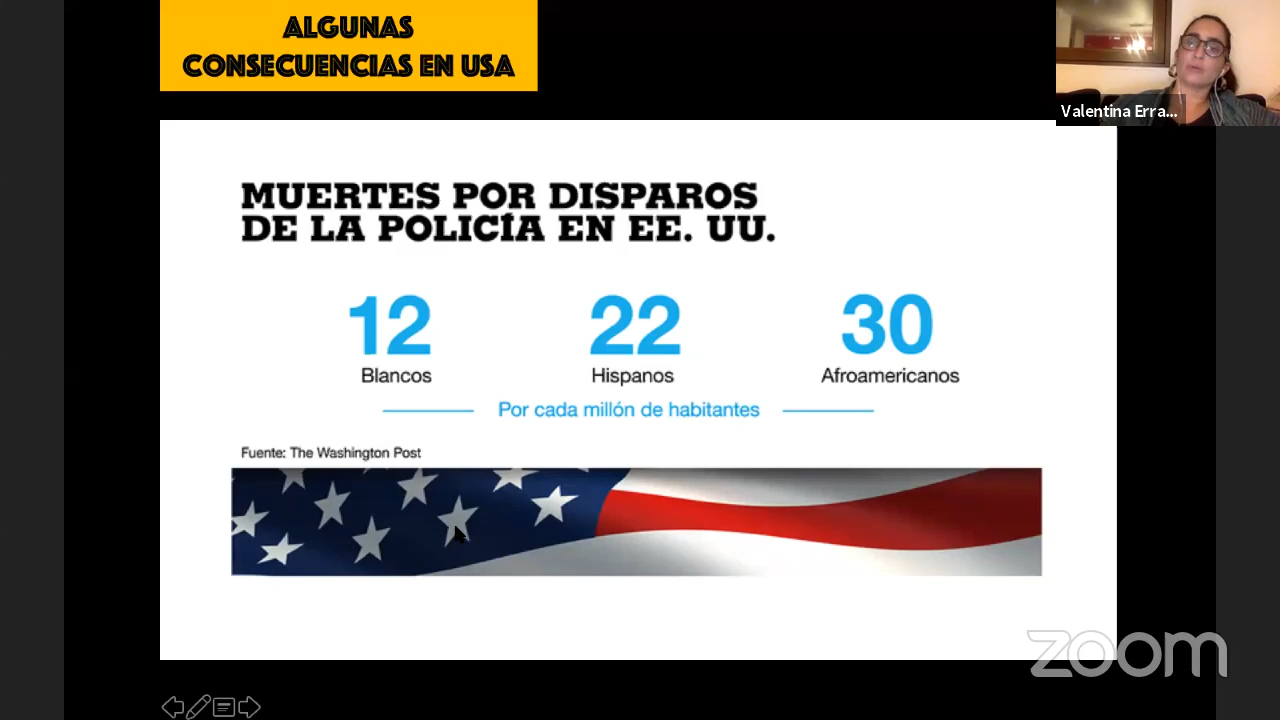 ALGUNAS
CONSECUENCIAS EN USA
Valentina Erra...
MUERTES POR DISPAROS
DE LA POLICÍA EN EE. UU.
12 22 30
Blancos Hispanos Afroamericanos
Por cada millón de habitantes
Fuente: The Washington Post
zoom